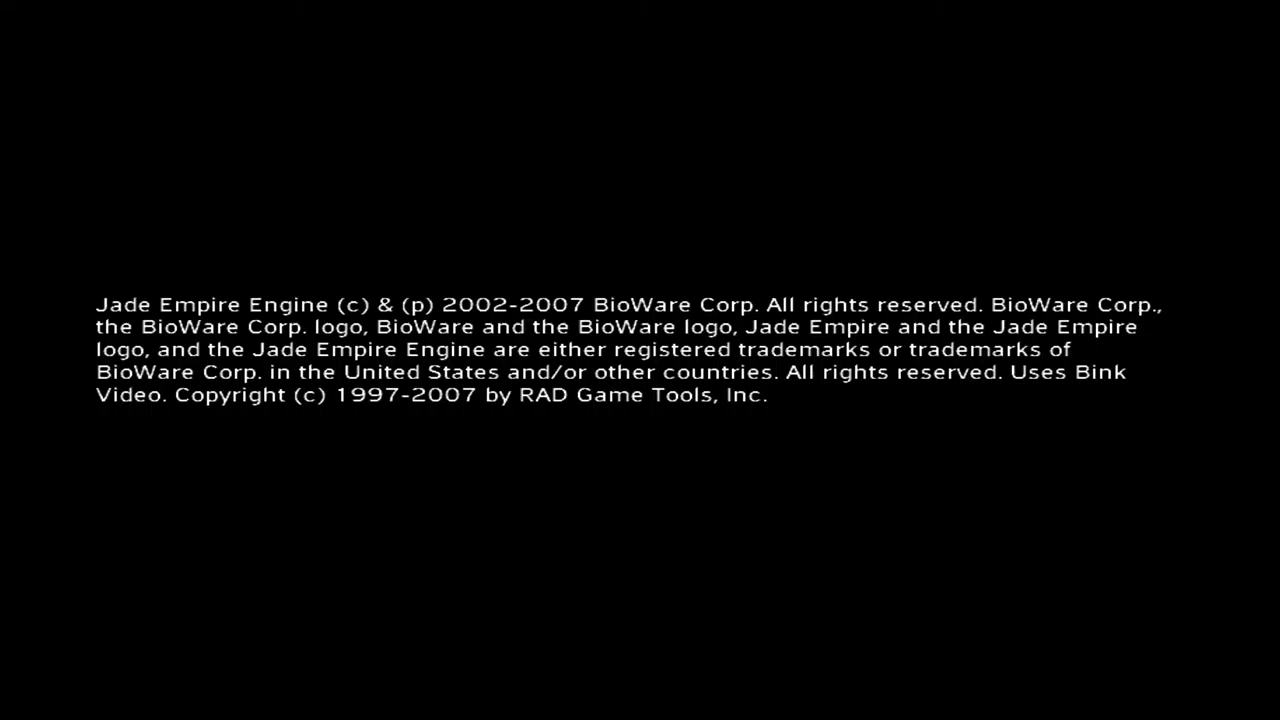 Jade Empire Engine (c) & (p) 2002-2007 BioWare Corp. All rights reserved. BioWare Corp.,
the BioWare Corp. logo, BioWare and the BioWare logo, Jade Empire and the Jade Empire
logo, and the Jade Empire Engine are either registered trademarks or trademarks of
BioWare Corp. in the United States and/or other countries. All rights reserved. Uses Bink
Video. Copyright (c) 1997-2007 by RAD Game Tools, Inc.